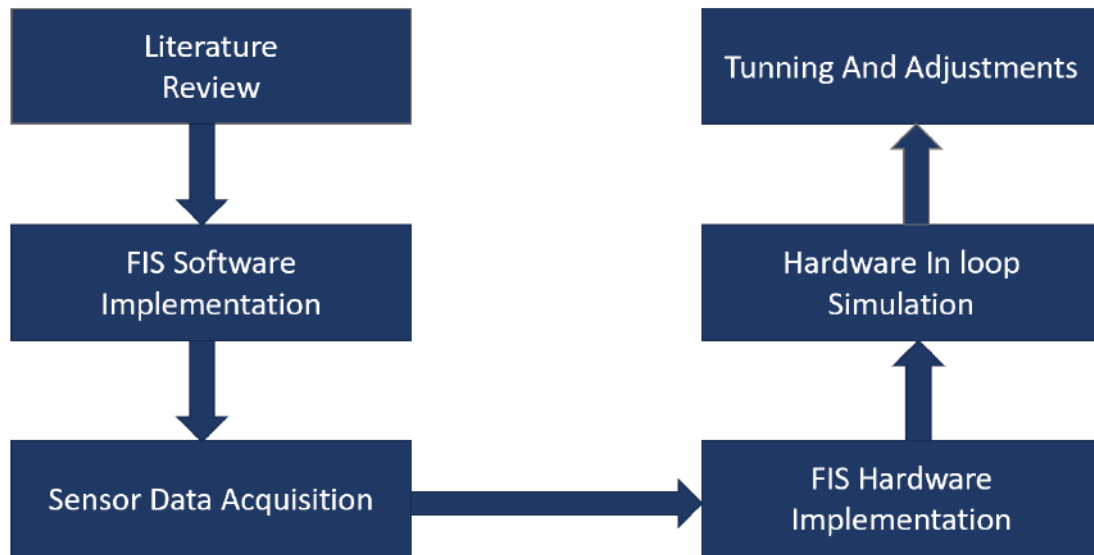 Literature
Review
FIS Software
Implementation
Sensor Data Acquisition
FIS Hardware
Implementation
Hardware In loop
Simulation
Tunning And Adjustments